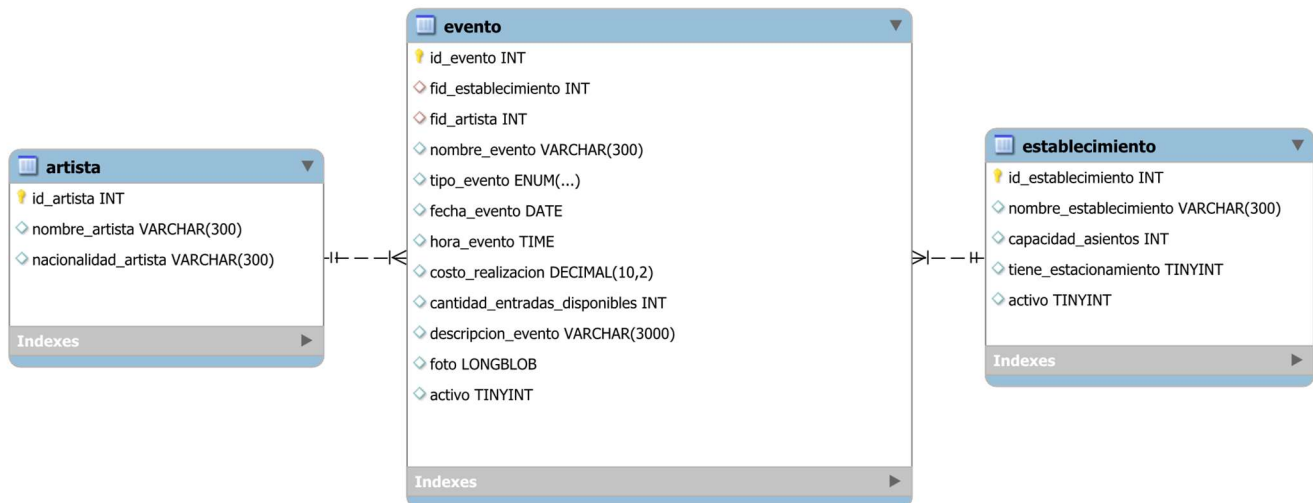 artista
id_artista INT
nombre_artista VARCHAR(300)
nacionalidad_artista VARCHAR(300)
Indexes
evento
id_evento INT
fid_establecimiento INT
fid_artista INT
nombre_evento VARCHAR(300)
tipo_evento ENUM(...)
fecha_evento DATE
hora_evento TIME
costo_realizacion DECIMAL(10,2)
cantidad_entradas_disponibles INT
descripcion_evento VARCHAR(3000)
foto LONGBLOB
activo TINYINT
Indexes
establecimiento
id_establecimiento INT
nombre_establecimiento VARCHAR(300)
capacidad_asientos INT
tiene_estacionamiento TINYINT
activo TINYINT
Indexes